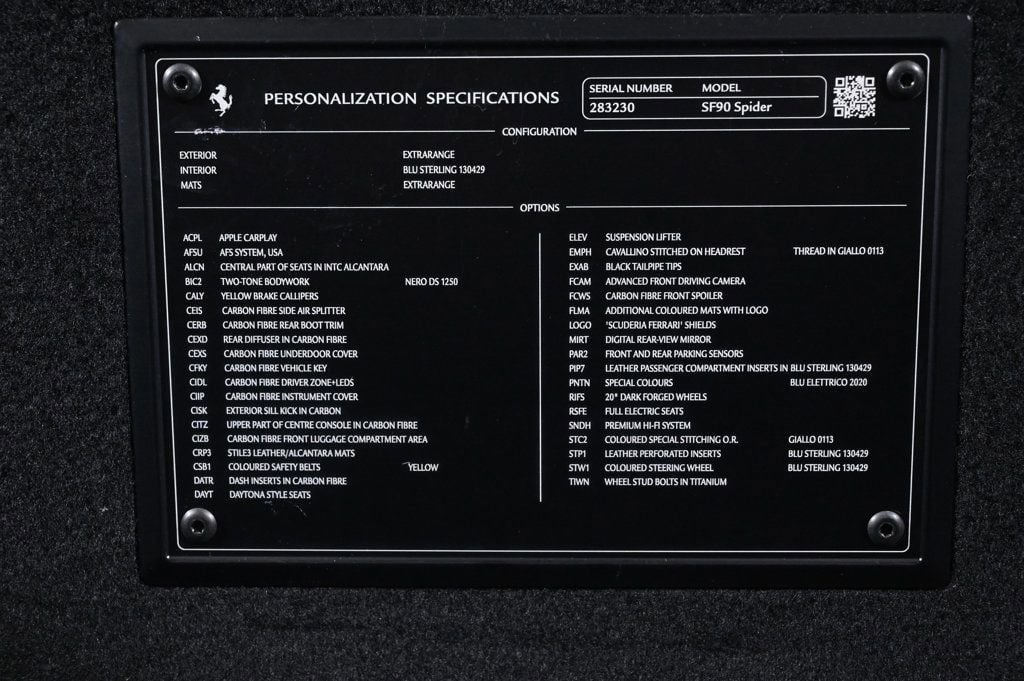 PERSONALIZATION SPECIFICATIONS
SERIAL NUMBER MODEL
283230 SF90 Spider
CONFIGURATION
EXTERIOR EXTRARANGE
INTERIOR BLU STERLING 130429
MATS EXTRARANGE
OPTIONS
ACPL APPLE CARPLAY
AFSU AFS SYSTEM, USA
ALCN CENTRAL PART OF SEATS IN INTC ALCANTARA
BIC2 TWO-TONE BODYWORK NERO DS 1250
CALY YELLOW BRAKE CALLIPERS
CEIS CARBON FIBRE SIDE AIR SPLITTER
CERB CARBON FIBRE REAR BOOT TRIM
CEXD REAR DIFFUSER IN CARBON FIBRE
CEXS CARBON FIBRE UNDERDOOR COVER
CFKY CARBON FIBRE VEHICLE KEY
CIDL CARBON FIBRE DRIVER ZONE+LEDS
CIIP CARBON FIBRE INSTRUMENT COVER
CISK EXTERIOR SILL KICK IN CARBON
CITZ UPPER PART OF CENTRE CONSOLE IN CARBON FIBRE
CIZB CARBON FIBRE FRONT LUGGAGE COMPARTMENT AREA
CRP3 STILE3 LEATHER/ALCANTARA MATS
CSB1 COLOURED SAFETY BELTS YELLOW
DATR DASH INSERTS IN CARBON FIBRE
DAYT DAYTONA STYLE SEATS
ELEV SUSPENSION LIFTER
EMPH CAVALLINO STITCHED ON HEADREST THREAD IN GIALLO 0113
EXAB BLACK TAILPIPE TIPS
FCAM ADVANCED FRONT DRIVING CAMERA
FCWS CARBON FIBRE FRONT SPOILER
FLMA ADDITIONAL COLOURED MATS WITH LOGO
LOGO 'SCUDERIA FERRARI' SHIELDS
MIRT DIGITAL REAR-VIEW MIRROR
PAR2 FRONT AND REAR PARKING SENSORS
PIP7 LEATHER PASSENGER COMPARTMENT INSERTS IN BLU STERLING 130429
PNTN SPECIAL COLOURS BLU ELETTRICO 2020
RIFS 20" DARK FORGED WHEELS
RSFE FULL ELECTRIC SEATS
SNDH PREMIUM HI-FI SYSTEM
STC2 COLOURED SPECIAL STITCHING O.R. GIALLO 0113
STP1 LEATHER PERFORATED INSERTS BLU STERLING 130429
STW1 COLOURED STEERING WHEEL BLU STERLING 130429
TIWN WHEEL STUD BOLTS IN TITANIUM